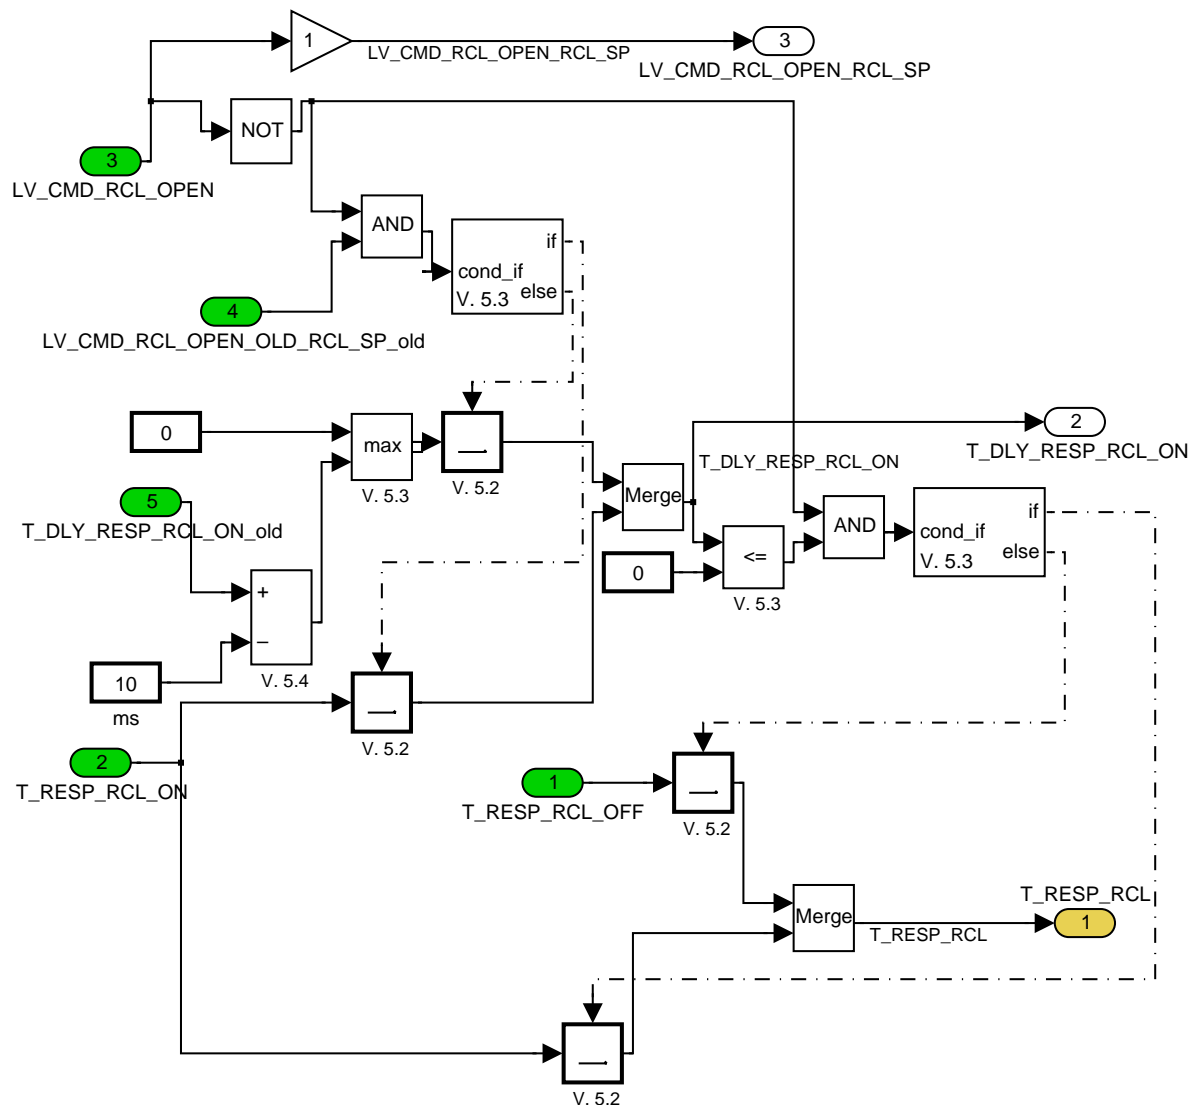 1
LV_CMD_RCL_OPEN_RCL_SP
3
LV_CMD_RCL_OPEN_RCL_SP
NOT
3
LV_CMD_RCL_OPEN
AND
if
cond_if
else
V. 5.3
4
LV_CMD_RCL_OPEN_OLD_RCL_SP_old
0
max
V. 5.3
V. 5.2
2
T_DLY_RESP_RCL_ON
T_DLY_RESP_RCL_ON
Merge
5
T_DLY_RESP_RCL_ON_old
AND
if
cond_if
else
V. 5.3
<=
V. 5.3
0
+
−
V. 5.4
10
ms
V. 5.2
2
T_RESP_RCL_ON
1
T_RESP_RCL_OFF
V. 5.2
Merge
T_RESP_RCL
T_RESP_RCL
1
V. 5.2